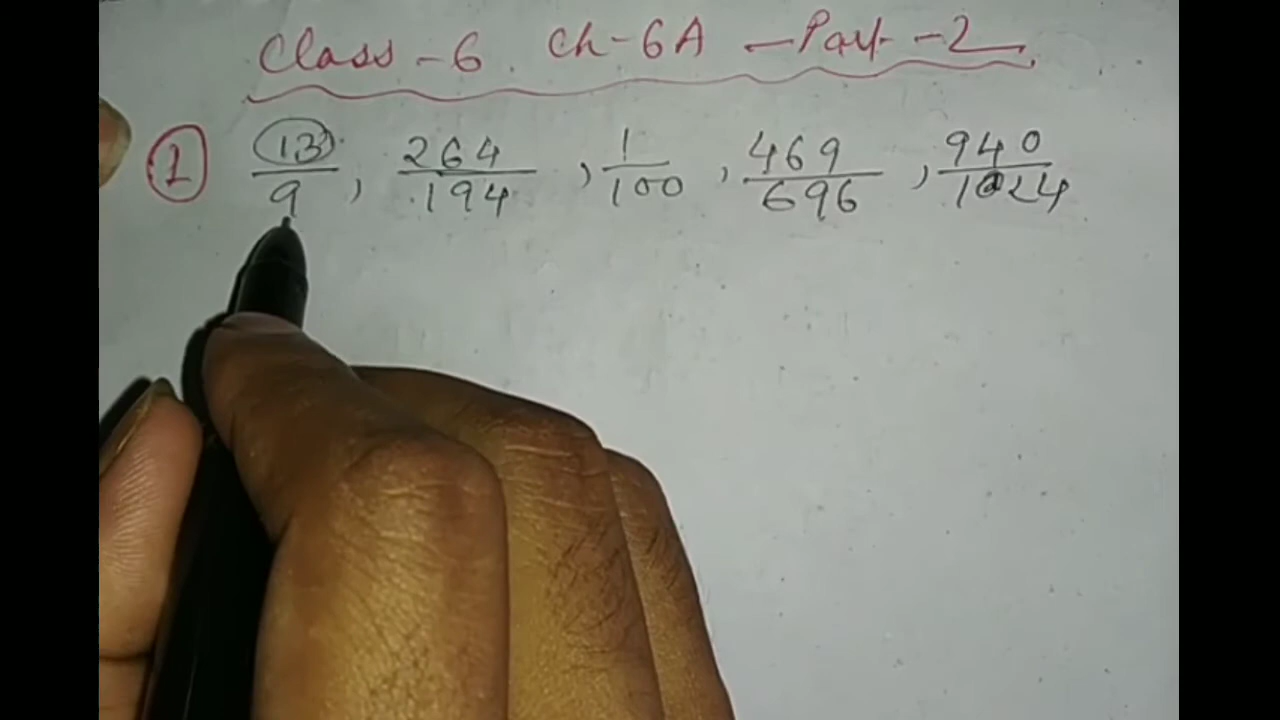 Class - 6. Ch - 6A - Part - 2
1 13/9, 264/194, 1/100, 469/696, 940/1024